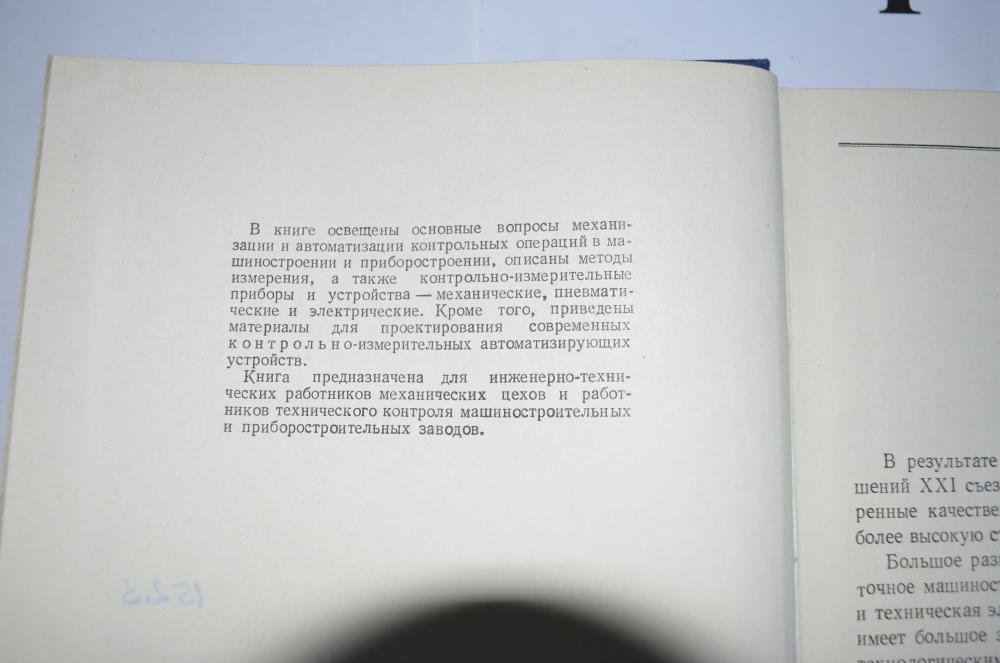 В книге освещены основные вопросы механи-
зации и автоматизации контрольных операций в ма-
шиностроении и приборостроении, описаны методы
измерения, а также контрольно-измерительные
приборы и устройства — механические, пневмати-
ческие и электрические. Кроме того, приведены
материалы для проектирования современных
контрольно-измерительных автоматизирующих
устройств.
Книга предназначена для инженерно-техни-
ческих работников механических цехов и работ-
ников технического контроля машиностроительных
и приборостроительных заводов.
В результате
шений XXI съез
ренные качестве
более высокую ст
Большое раз
точное машинос
и техническая эл
имеет большое з
технологическим